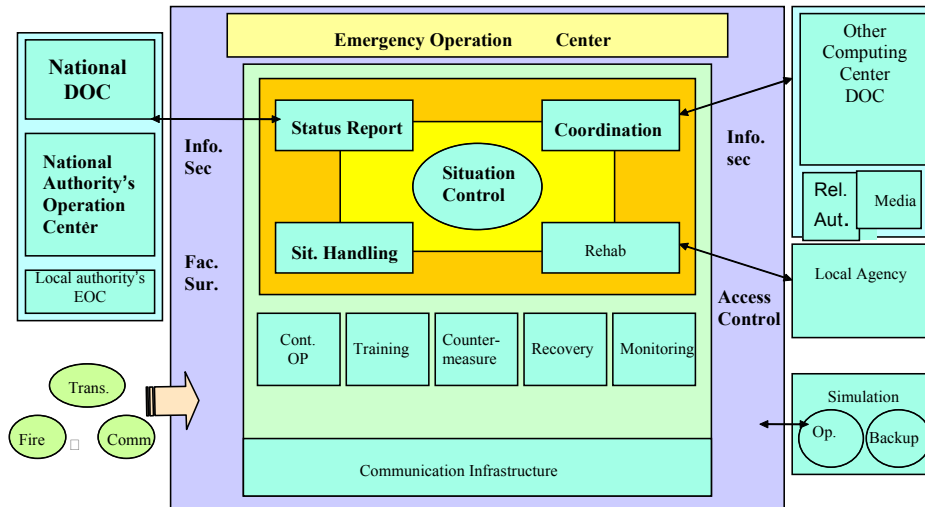 Emergency Operation Center
National
DOC
National
Authority's
Operation
Center
Local authority's
EOC
Trans.
Fire
Comm
Info.
Sec
Fac.
Sur.
Status Report
Coordination
Situation
Control
Sit. Handling
Rehab
Cont.
OP
Training
Counter-
measure
Recovery
Monitoring
Communication Infrastructure
Info.
sec
Access
Control
Other
Computing
Center
DOC
Rel.
Aut.
Media
Local Agency
Simulation
Op.
Backup